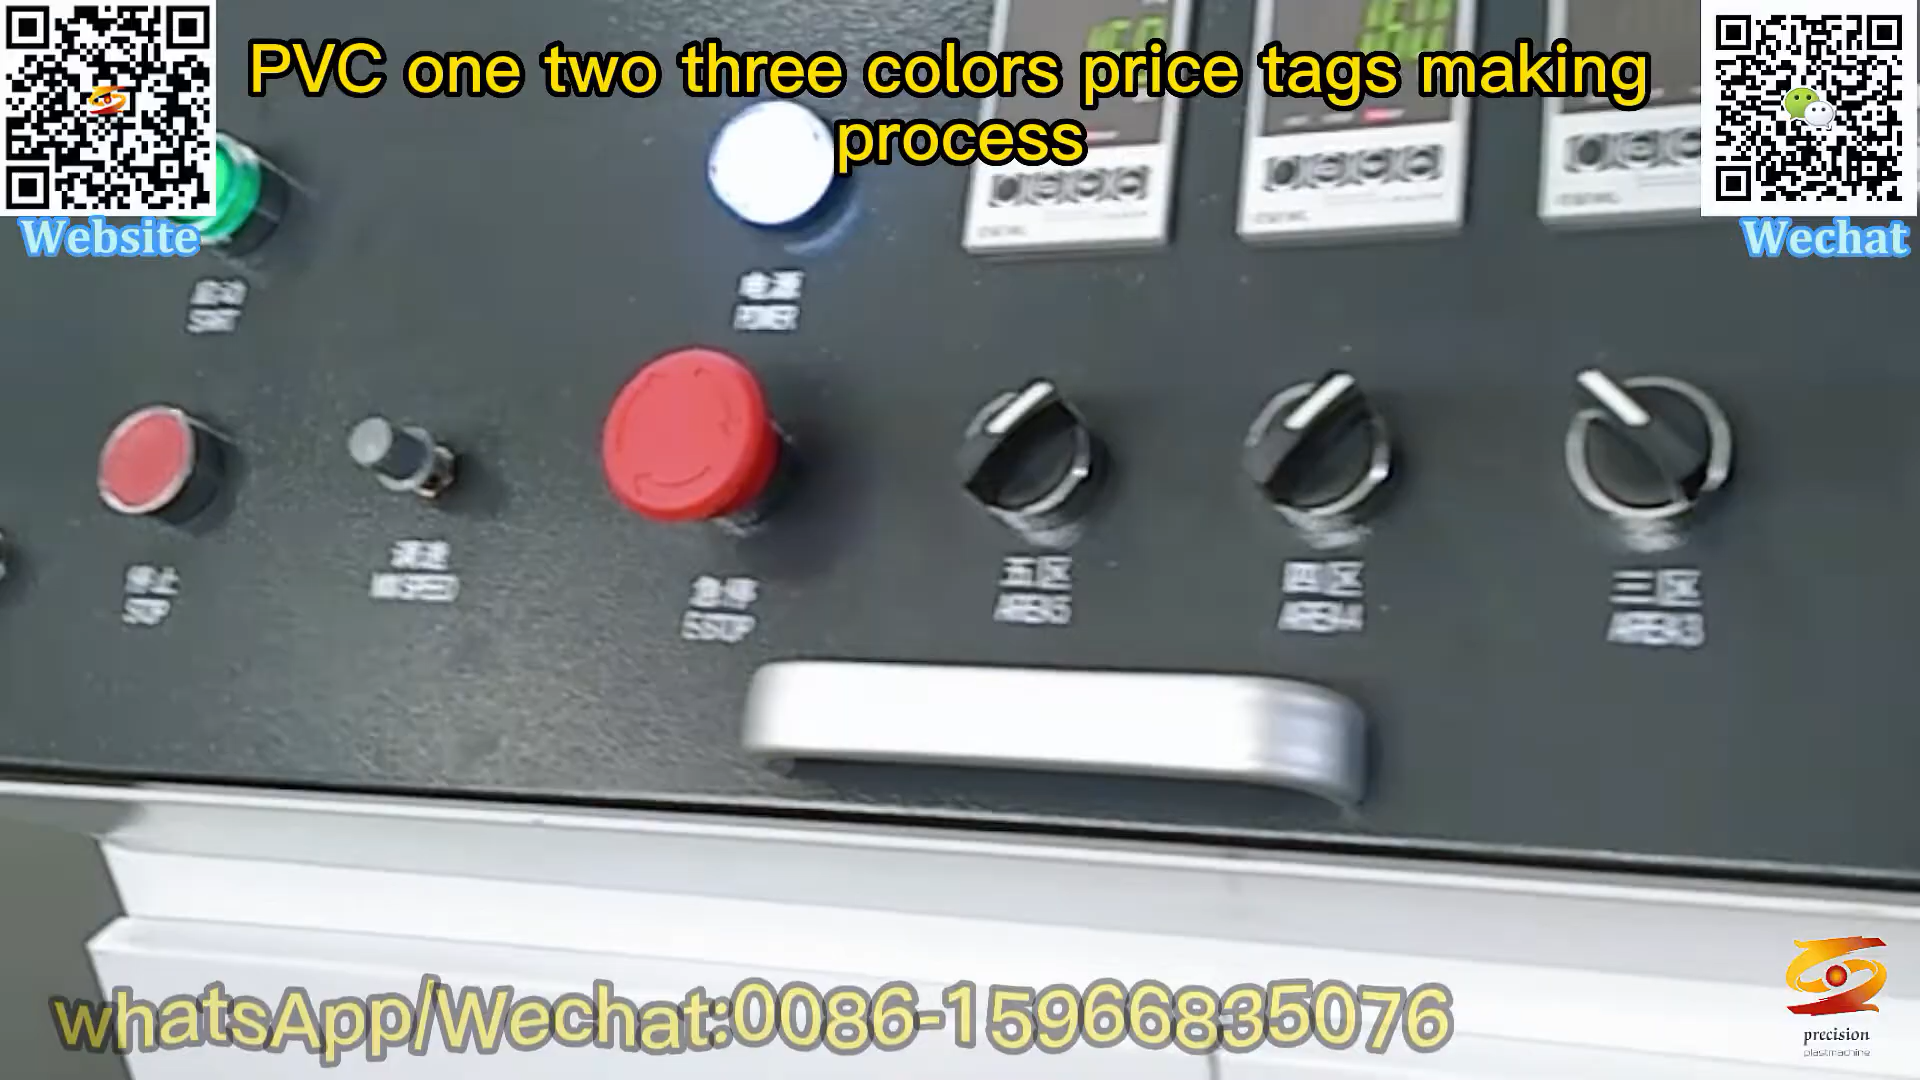 PVC one two three colors price tags making
process
Website
Wechat
启动
START
电源
POWER
停止
STOP
调速
急停
ESTOP
五区
AREA5
四区
AREA4
三区
AREA3
whatsApp/Wechat:0086-15966835076
precision
plastmachine